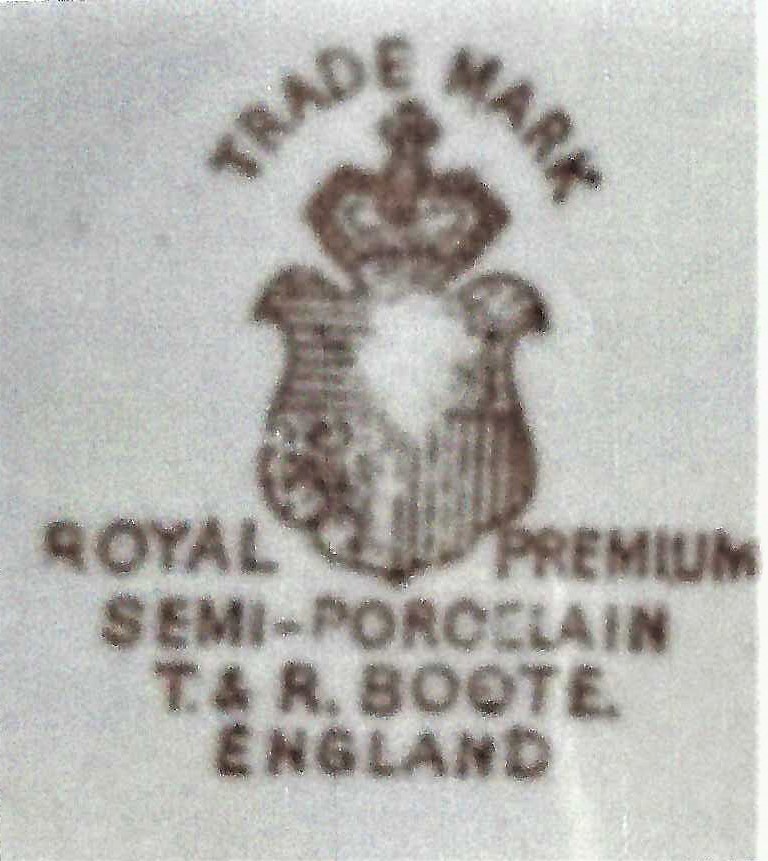 TRADE MARK
ROYAL PREMIUM
SEMI-PORCELAIN
T. & R. BOOTE.
ENGLAND